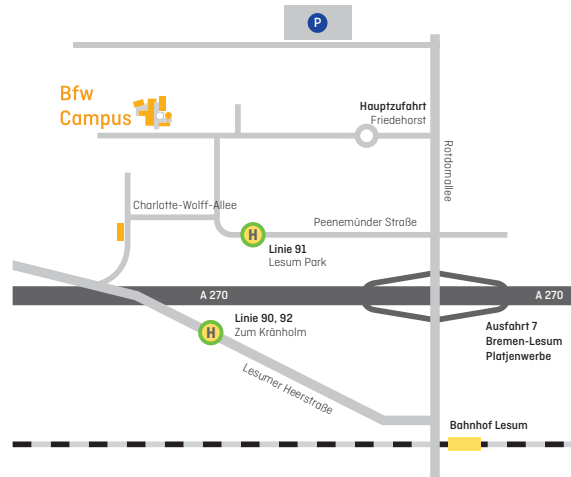 P
Bfw
Campus
Hauptzufahrt
Friedehorst
Rotdornallee
Charlotte-Wolff-Allee
Peenemünder Straße
H
Linie 91
Lesum Park
A 270
A 270
Linie 90, 92
Zum Kränholm
H
Ausfahrt 7
Bremen-Lesum
Platjenwerbe
Lesumer Heerstraße
Bahnhof Lesum